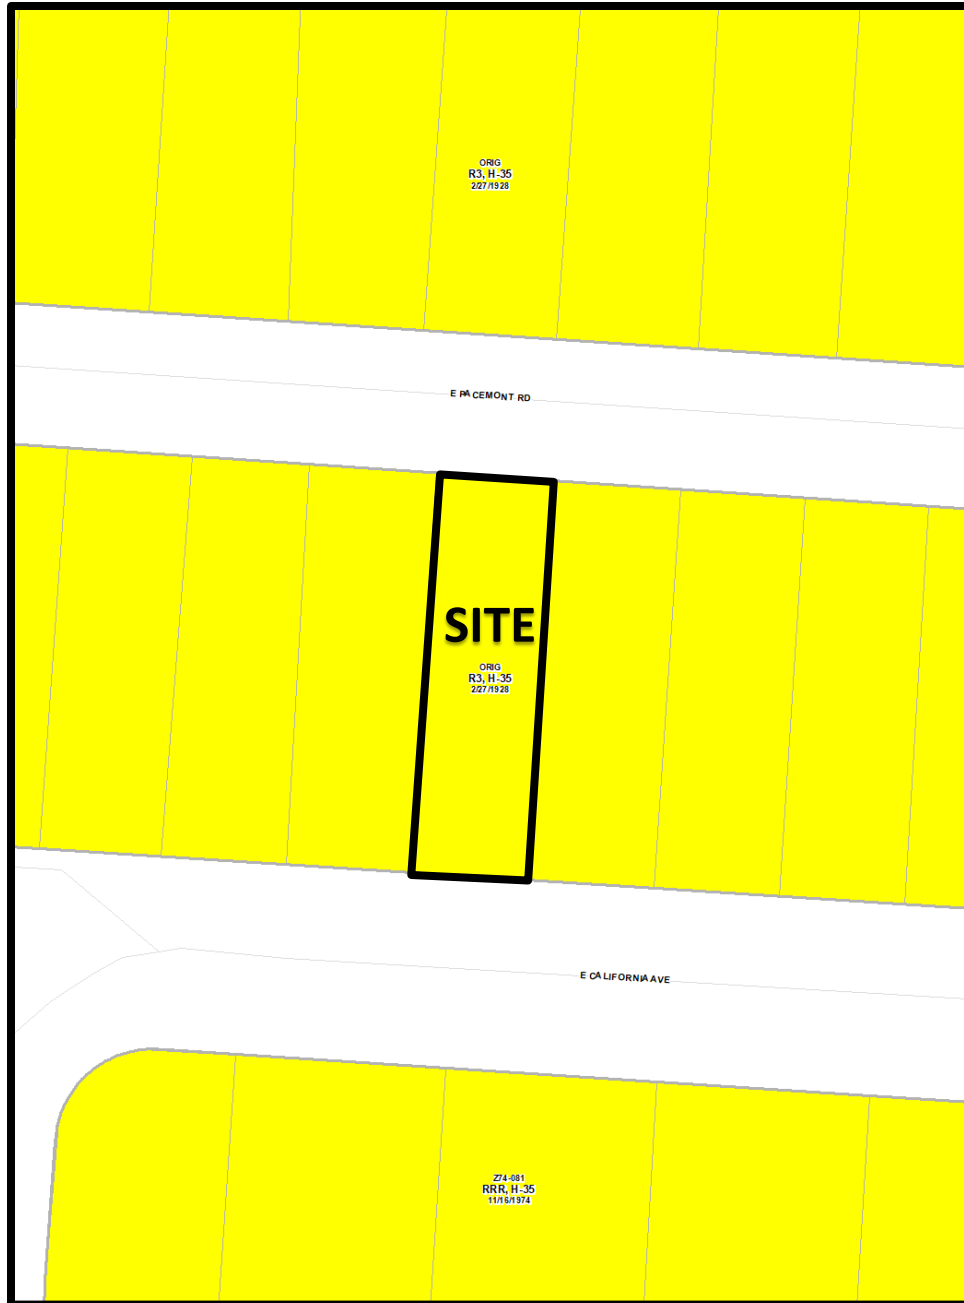 ORIG
R3, H-35
2/27/1928
E PACEMONT RD
SITE
ORIG
R3, H-35
2/27/1928
E CALIFORNIA AVE
Z74-081
RRR, H-35
11/16/1974